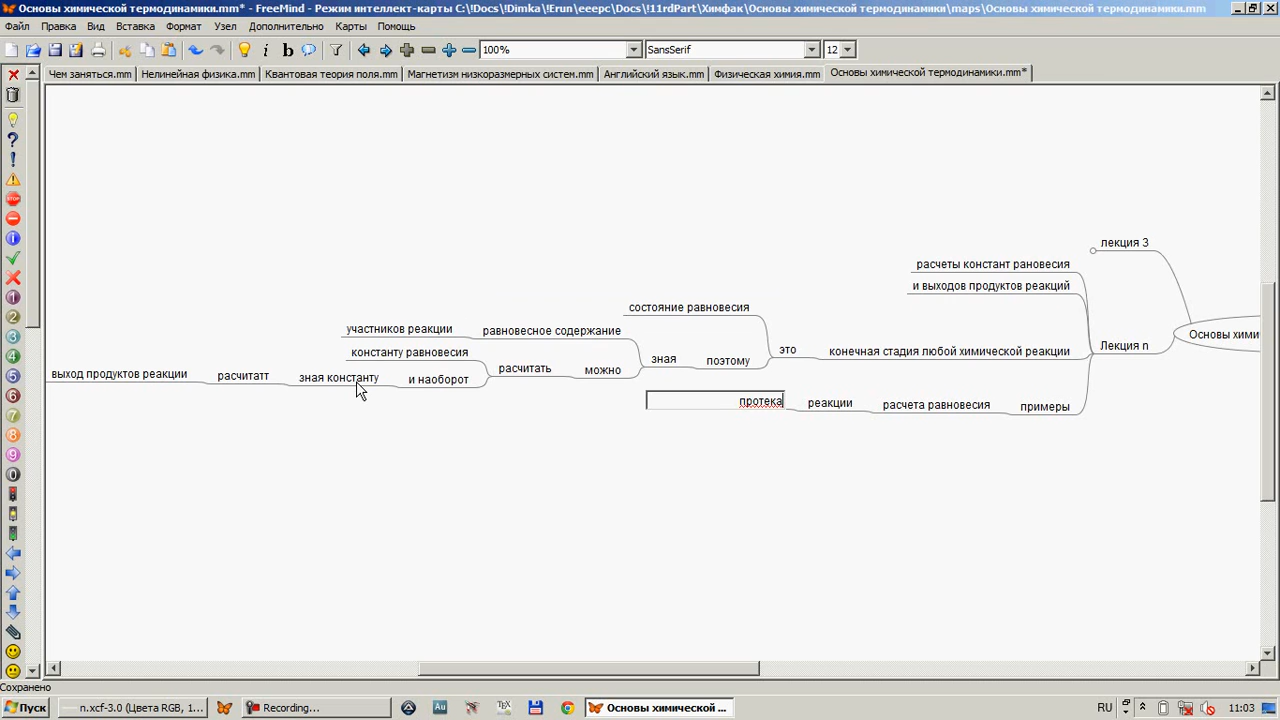 Основы химической термодинамики.mm* - FreeMind - Режим интеллект-карты C:\!Docs\!Dimka\!Erun\eeepc\Docs\!11rdPart\Химфак\Основы химической термодинамики\maps\Основы химической термодинамики.mm
Файл Правка Вид Вставка Формат Дополнительно Карты Помощь
100% SansSerif 12
Чем заняться.mm Нелинейная физика.mm Квантовая теория поля.mm Магнетизм низкоразмерных систем.mm Английский язык.mm Физическая химия.mm Основы химической термодинамики.mm*
лекция 3
расчеты констант рановесия
и выходов продуктов реакций
состояние равновесия
участников реакции равновесное содержание Основы хими
константу равновесия зная поэтому это конечная стадия любой химической реакции Лекция n
выход продуктов реакции расчитатт зная константу и наоборот расчитать можно
протека реакции расчета равновесия примеры
Сохранено
Пуск n.xcf-3.0 (Цвета RGB, 1... Recording... Основы химической ... RU 11:03